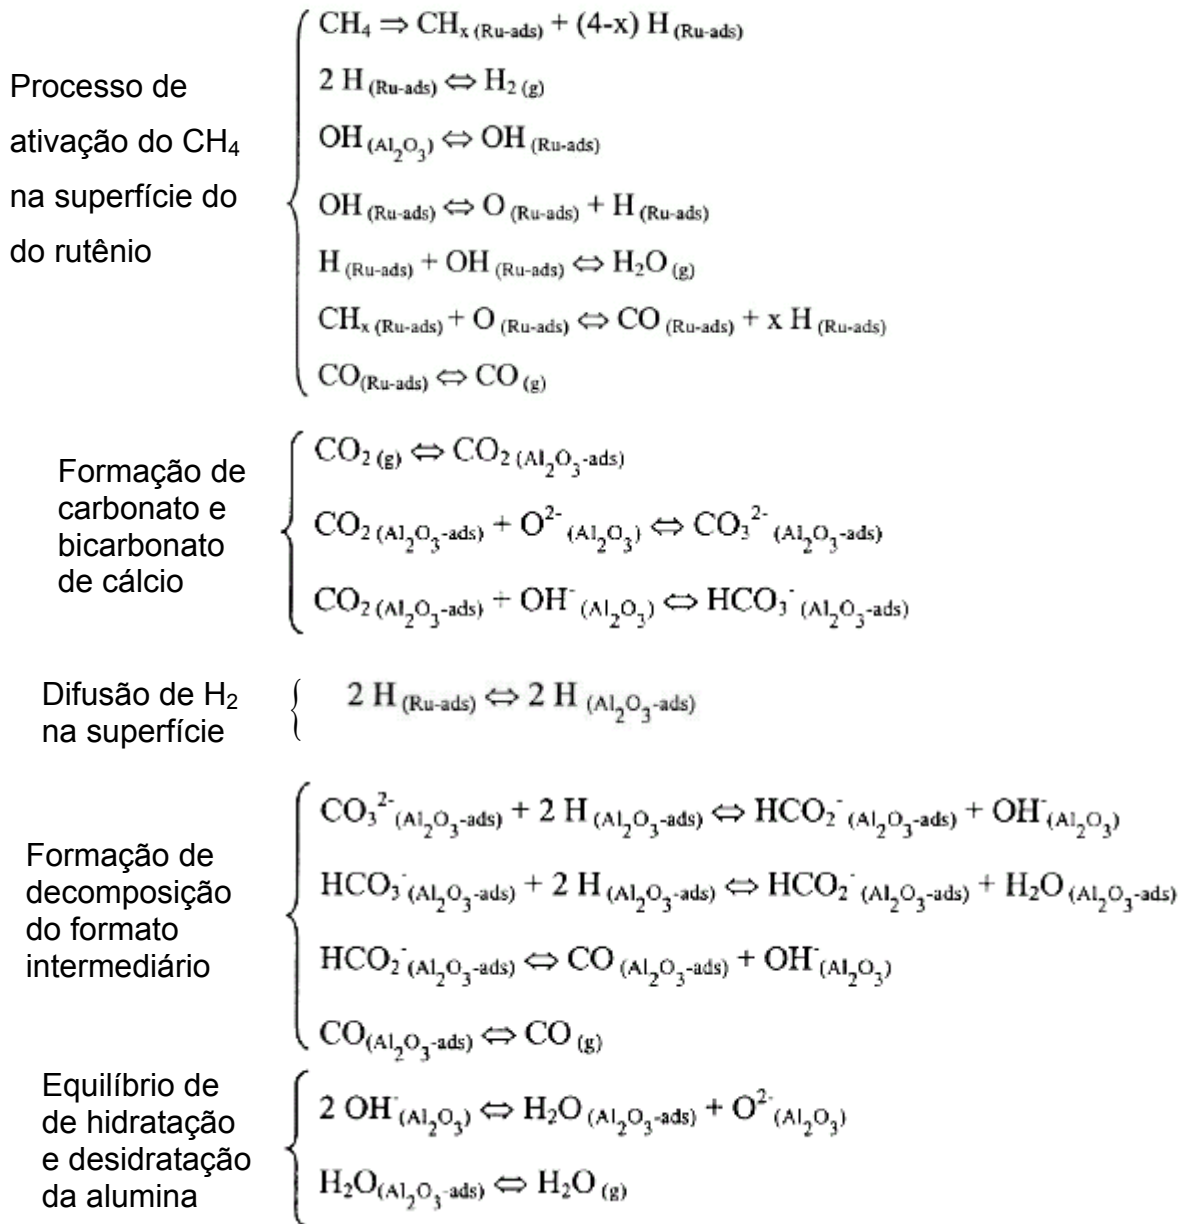 Processo de
ativação do CH₄
na superfície do
do rutênio
CH₄ ⇒ CHₓ (Ru-ads) + (4-x) H (Ru-ads)
2 H (Ru-ads) ⇔ H₂ (g)
OH (Al₂O₃) ⇔ OH (Ru-ads)
OH (Ru-ads) ⇔ O (Ru-ads) + H (Ru-ads)
H (Ru-ads) + OH (Ru-ads) ⇔ H₂O (g)
CHₓ (Ru-ads) + O (Ru-ads) ⇔ CO (Ru-ads) + x H (Ru-ads)
CO(Ru-ads) ⇔ CO (g)
Formação de
carbonato e
bicarbonato
de cálcio
CO₂ (g) ⇔ CO₂ (Al₂O₃-ads)
CO₂ (Al₂O₃-ads) + O²⁻ (Al₂O₃) ⇔ CO₃²⁻ (Al₂O₃-ads)
CO₂ (Al₂O₃-ads) + OH⁻ (Al₂O₃) ⇔ HCO₃⁻ (Al₂O₃-ads)
Difusão de H₂
na superfície
2 H (Ru-ads) ⇔ 2 H (Al₂O₃-ads)
Formação de
decomposição
do formato
intermediário
CO₃²⁻(Al₂O₃-ads) + 2 H (Al₂O₃-ads) ⇔ HCO₂⁻ (Al₂O₃-ads) + OH⁻(Al₂O₃)
HCO₃⁻(Al₂O₃-ads) + 2 H (Al₂O₃-ads) ⇔ HCO₂⁻ (Al₂O₃-ads) + H₂O (Al₂O₃-ads)
HCO₂⁻(Al₂O₃-ads) ⇔ CO (Al₂O₃-ads) + OH⁻(Al₂O₃)
CO(Al₂O₃-ads) ⇔ CO (g)
Equilíbrio de
de hidratação
e desidratação
da alumina
2 OH⁻(Al₂O₃) ⇔ H₂O (Al₂O₃-ads) + O²⁻(Al₂O₃)
H₂O(Al₂O₃-ads) ⇔ H₂O (g)